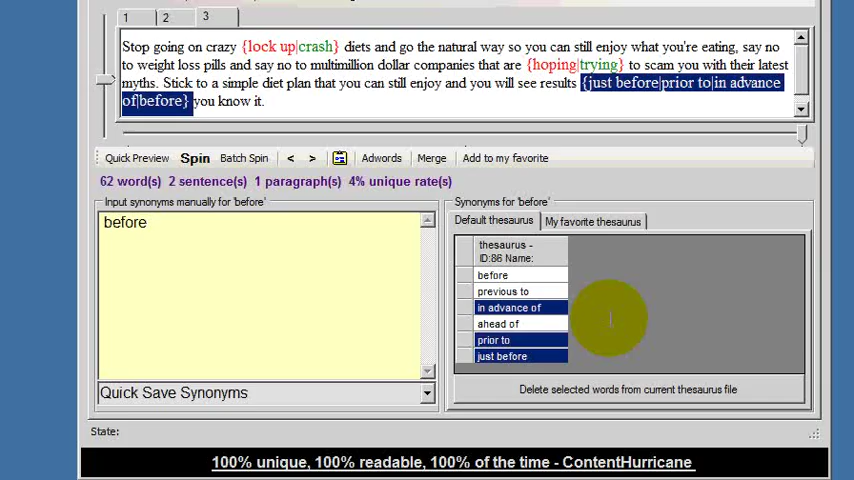 1 2 3
Stop going on crazy {lock up|crash} diets and go the natural way so you can still enjoy what you're eating, say no
to weight loss pills and say no to multimillion dollar companies that are {hoping|trying} to scam you with their latest
myths. Stick to a simple diet plan that you can still enjoy and you will see results {just before|prior to|in advance
of|before} you know it.
Quick Preview Spin Batch Spin < > Adwords Merge Add to my favorite
62 word(s) 2 sentence(s) 1 paragraph(s) 4% unique rate(s)
Input synonyms manually for 'before'
before
Quick Save Synonyms
Synonyms for 'before'
Default thesaurus My favorite thesaurus
thesaurus -
ID:86 Name:
before
previous to
in advance of
ahead of
prior to
just before
Delete selected words from current thesaurus file
State:
100% unique, 100% readable, 100% of the time - ContentHurricane